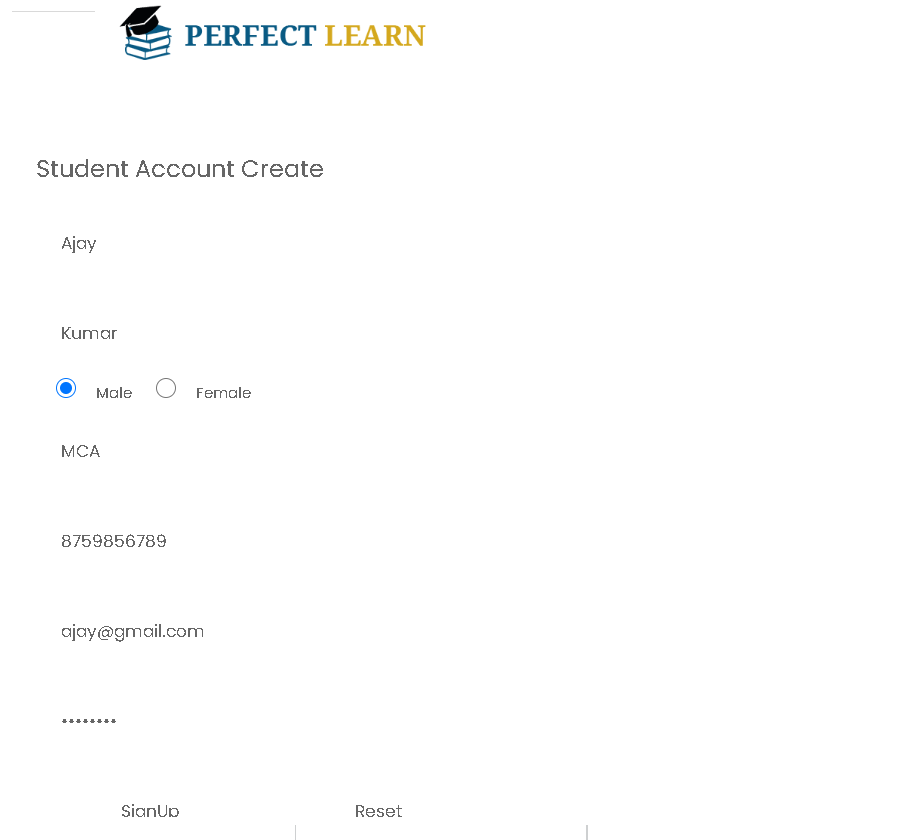 PERFECT LEARN
Student Account Create
Ajay
Kumar
Male Female
MCA
8759856789
ajay@gmail.com
••••••••
SignUp Reset